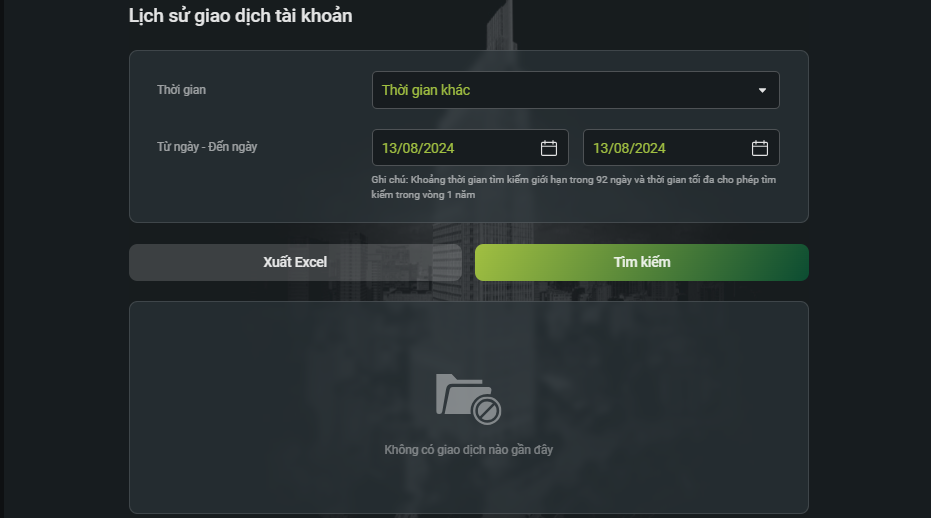 Lịch sử giao dịch tài khoản
Thời gian
Thời gian khác
Từ ngày - Đến ngày
13/08/2024
13/08/2024
Ghi chú: Khoảng thời gian tìm kiếm giới hạn trong 92 ngày và thời gian tối đa cho phép tìm
kiếm trong vòng 1 năm
Xuất Excel
Tìm kiếm
Không có giao dịch nào gần đây